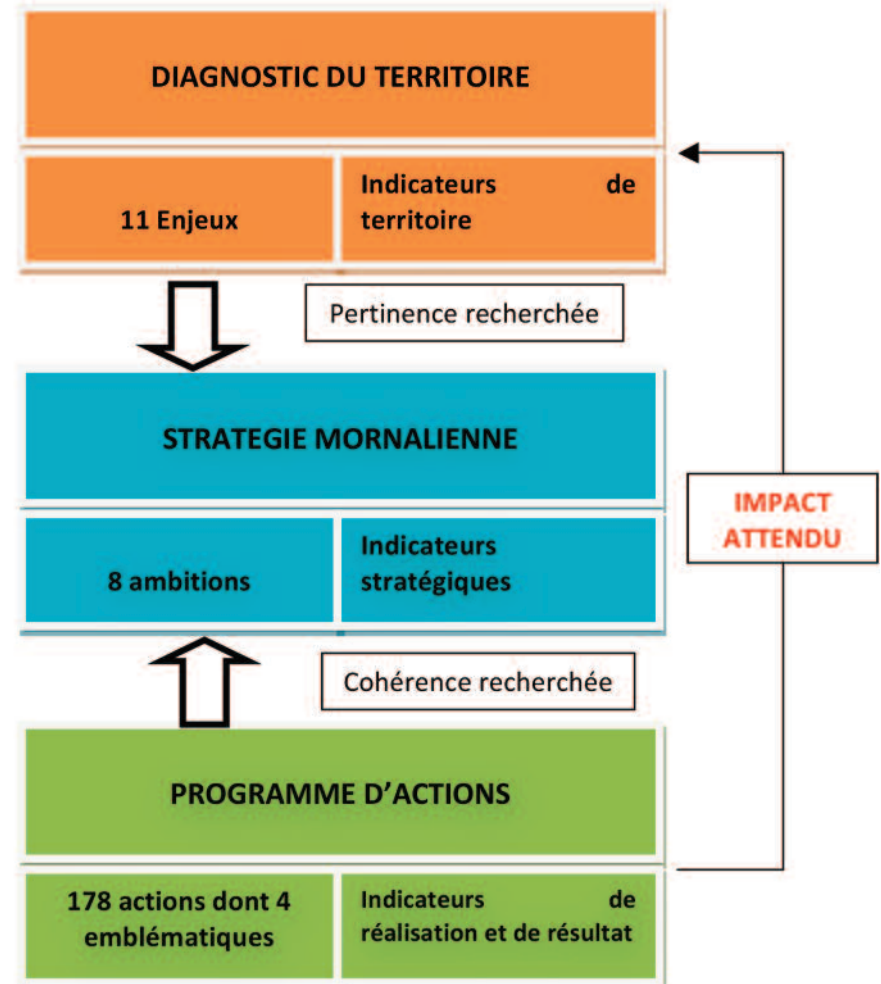 DIAGNOSTIC DU TERRITOIRE
11 Enjeux
Indicateurs de
territoire
Pertinence recherchée
STRATEGIE MORNALIENNE
8 ambitions
Indicateurs
stratégiques
IMPACT
ATTENDU
Cohérence recherchée
PROGRAMME D’ACTIONS
178 actions dont 4
emblématiques
Indicateurs de
réalisation et de résultat